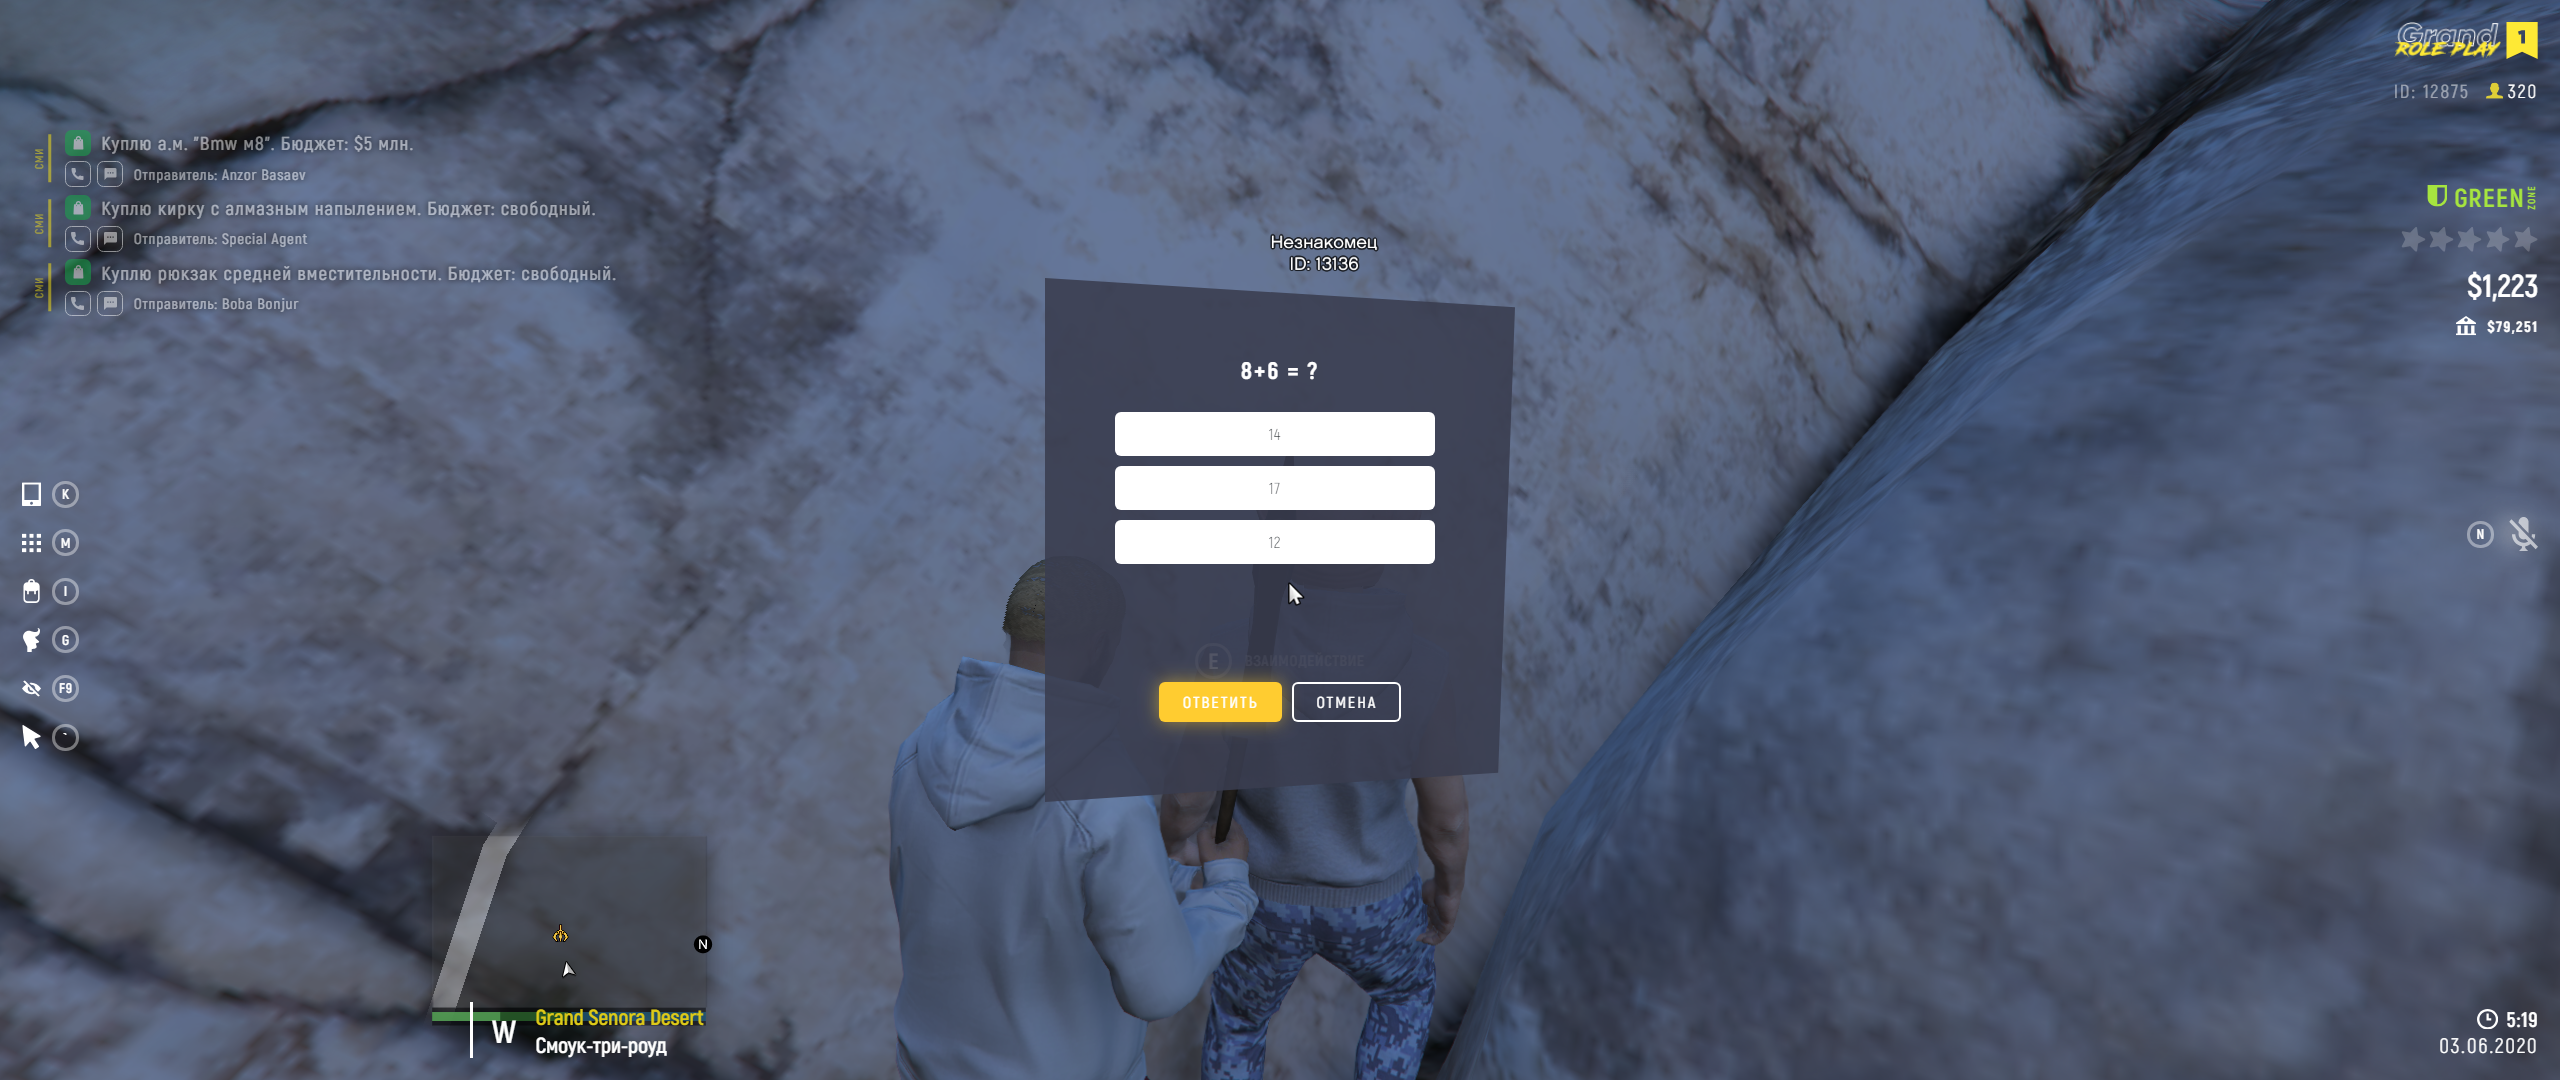 Grand
ROLE PLAY
1
ID: 12875
320
СМИ
Куплю а.м. "Bmw м8". Бюджет: $5 млн.
Отправитель: Anzor Basaev
СМИ
Куплю кирку с алмазным напылением. Бюджет: свободный.
Отправитель: Special Agent
СМИ
Куплю рюкзак средней вместительности. Бюджет: свободный.
Отправитель: Boba Bonjur
GREEN ZONE
$1,223
$79,251
Незнакомец
ID: 13136
8+6 = ?
14
17
12
E ВЗАИМОДЕЙСТВИЕ
ОТВЕТИТЬ
ОТМЕНА
K
M
I
G
F9
`
N
N
W
Grand Senora Desert
Смоук-три-роуд
5:19
03.06.2020